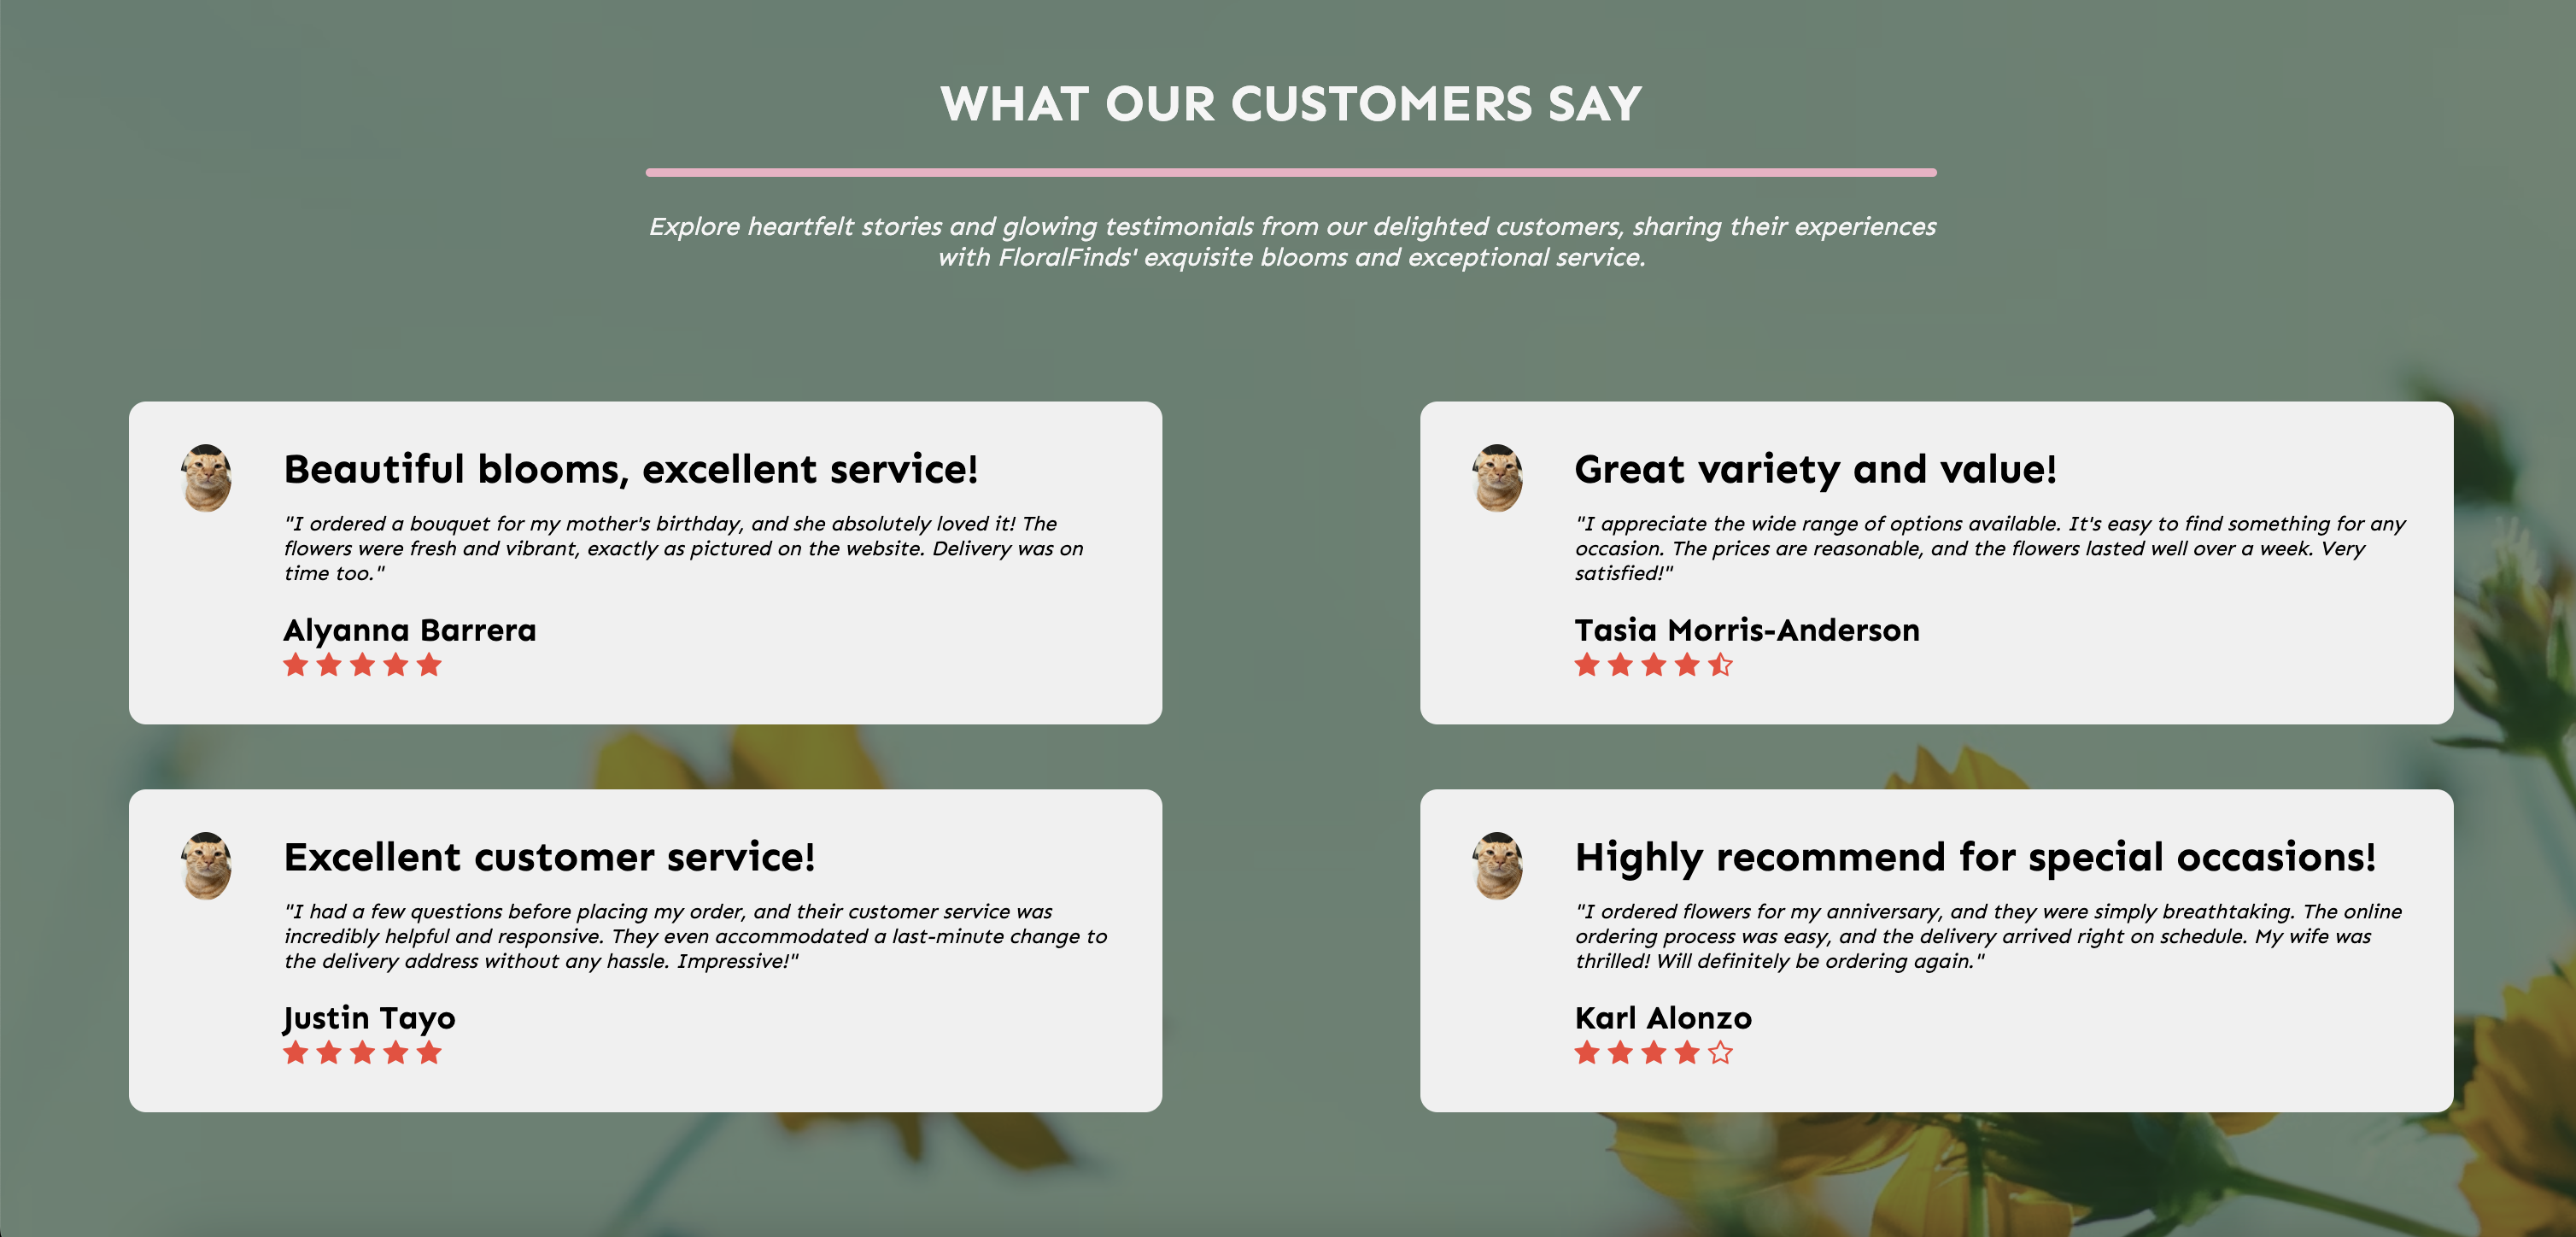 WHAT OUR CUSTOMERS SAY
Explore heartfelt stories and glowing testimonials from our delighted customers, sharing their experiences
with FloralFinds' exquisite blooms and exceptional service.
Beautiful blooms, excellent service!
"I ordered a bouquet for my mother's birthday, and she absolutely loved it! The
flowers were fresh and vibrant, exactly as pictured on the website. Delivery was on
time too."
Alyanna Barrera
Great variety and value!
"I appreciate the wide range of options available. It's easy to find something for any
occasion. The prices are reasonable, and the flowers lasted well over a week. Very
satisfied!"
Tasia Morris-Anderson
Excellent customer service!
"I had a few questions before placing my order, and their customer service was
incredibly helpful and responsive. They even accommodated a last-minute change to
the delivery address without any hassle. Impressive!"
Justin Tayo
Highly recommend for special occasions!
"I ordered flowers for my anniversary, and they were simply breathtaking. The online
ordering process was easy, and the delivery arrived right on schedule. My wife was
thrilled! Will definitely be ordering again."
Karl Alonzo